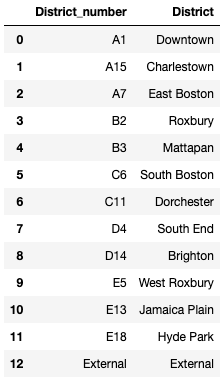 District_number District
0 A1 Downtown
1 A15 Charlestown
2 A7 East Boston
3 B2 Roxbury
4 B3 Mattapan
5 C6 South Boston
6 C11 Dorchester
7 D4 South End
8 D14 Brighton
9 E5 West Roxbury
10 E13 Jamaica Plain
11 E18 Hyde Park
12 External External